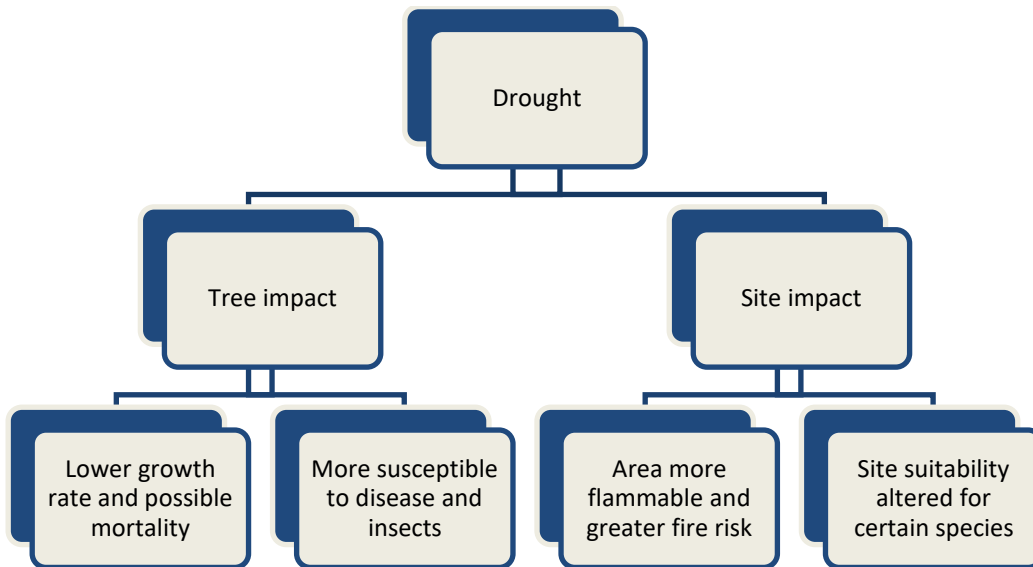 Drought
Tree impact
Site impact
Lower growth
rate and possible
mortality
More susceptible
to disease and
insects
Area more
flammable and
greater fire risk
Site suitability
altered for
certain species